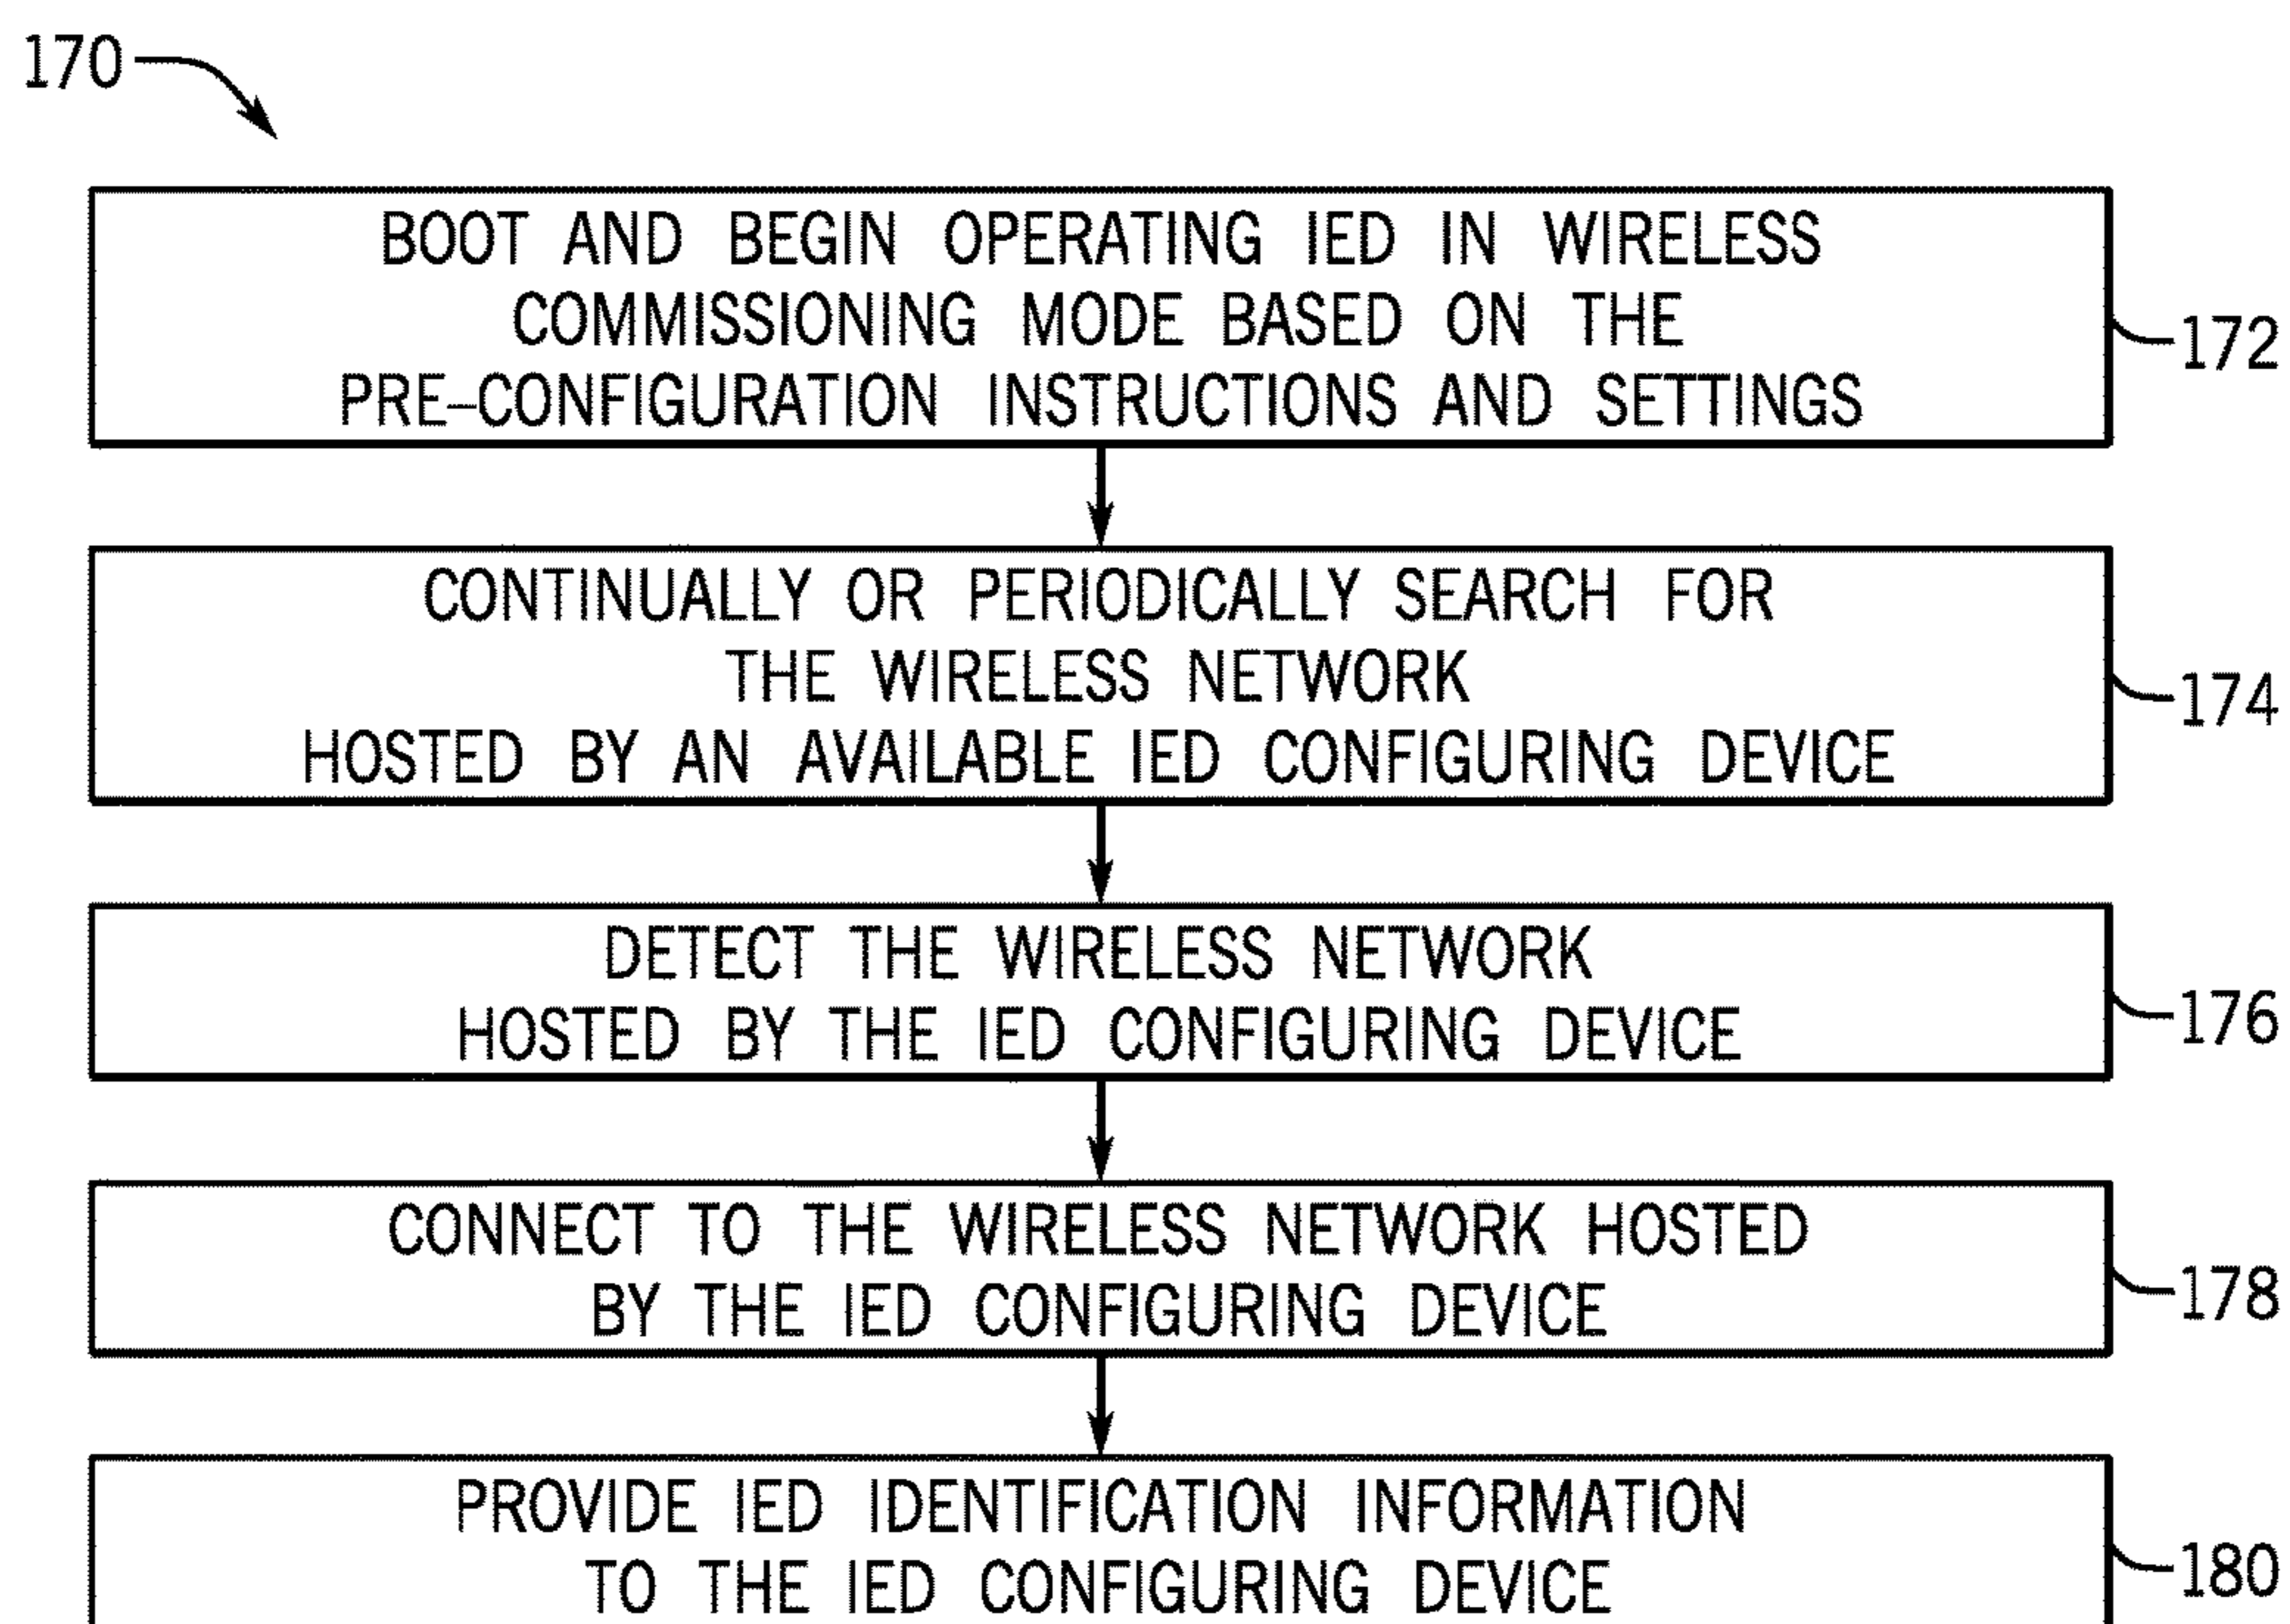 170
BOOT AND BEGIN OPERATING IED IN WIRELESS
COMMISSIONING MODE BASED ON THE
PRE-CONFIGURATION INSTRUCTIONS AND SETTINGS
172
CONTINUALLY OR PERIODICALLY SEARCH FOR
THE WIRELESS NETWORK
HOSTED BY AN AVAILABLE IED CONFIGURING DEVICE
174
DETECT THE WIRELESS NETWORK
HOSTED BY THE IED CONFIGURING DEVICE
176
CONNECT TO THE WIRELESS NETWORK HOSTED
BY THE IED CONFIGURING DEVICE
178
PROVIDE IED IDENTIFICATION INFORMATION
TO THE IED CONFIGURING DEVICE
180